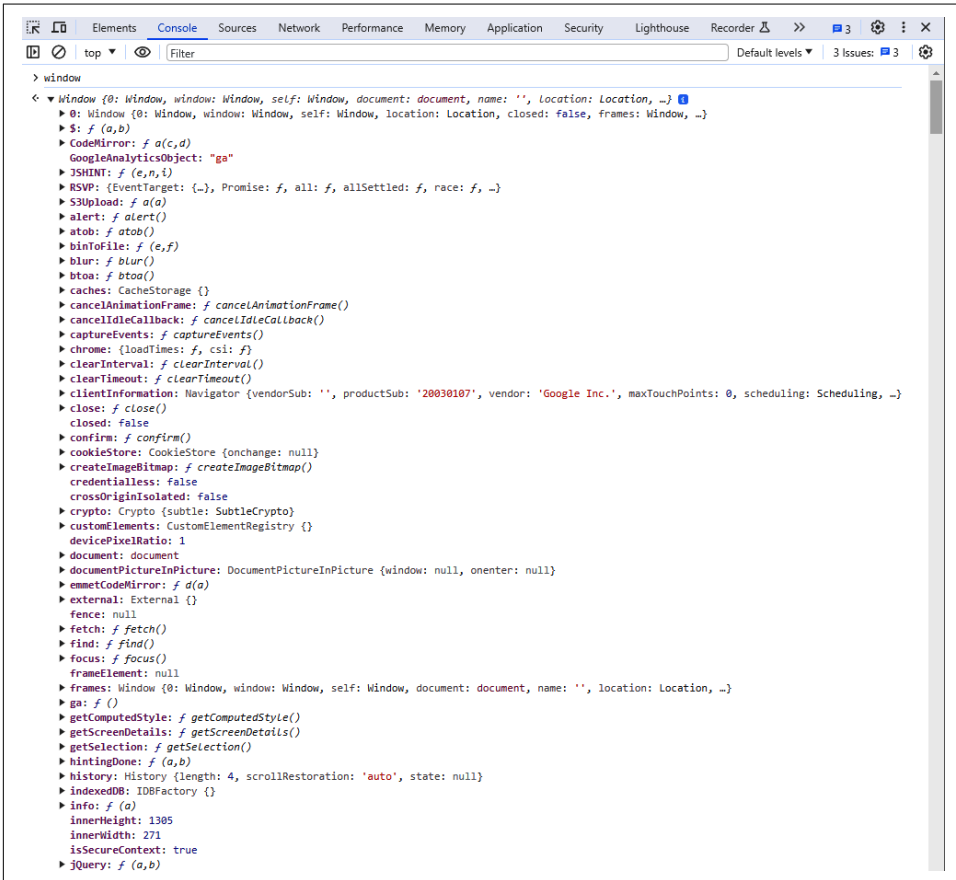 Elements Console Sources Network Performance Memory Application Security Lighthouse Recorder >> 3
top ▼ Filter Default levels ▼ 3 Issues: 3
> window
▼ Window {0: Window, window: Window, self: Window, document: document, name: '', location: Location, …} i
▶ 0: Window {0: Window, window: Window, self: Window, location: Location, closed: false, frames: Window, …}
▶ $: ƒ (a,b)
▶ CodeMirror: ƒ a(c,d)
GoogleAnalyticsObject: "ga"
▶ JSHINT: ƒ (e,n,i)
▶ RSVP: {EventTarget: {…}, Promise: ƒ, all: ƒ, allSettled: ƒ, race: ƒ, …}
▶ S3Upload: ƒ a(a)
▶ alert: ƒ alert()
▶ atob: ƒ atob()
▶ binToFile: ƒ (e,f)
▶ blur: ƒ blur()
▶ btoa: ƒ btoa()
▶ caches: CacheStorage {}
▶ cancelAnimationFrame: ƒ cancelAnimationFrame()
▶ cancelIdleCallback: ƒ cancelIdleCallback()
▶ captureEvents: ƒ captureEvents()
▶ chrome: {loadTimes: ƒ, csi: ƒ}
▶ clearInterval: ƒ clearInterval()
▶ clearTimeout: ƒ clearTimeout()
▶ clientInformation: Navigator {vendorSub: '', productSub: '20030107', vendor: 'Google Inc.', maxTouchPoints: 0, scheduling: Scheduling, …}
▶ close: ƒ close()
closed: false
▶ confirm: ƒ confirm()
▶ cookieStore: CookieStore {onchange: null}
▶ createImageBitmap: ƒ createImageBitmap()
credentialless: false
crossOriginIsolated: false
▶ crypto: Crypto {subtle: SubtleCrypto}
▶ customElements: CustomElementRegistry {}
devicePixelRatio: 1
▶ document: document
▶ documentPictureInPicture: DocumentPictureInPicture {window: null, onenter: null}
▶ emmetCodeMirror: ƒ d(a)
▶ external: External {}
fence: null
▶ fetch: ƒ fetch()
▶ find: ƒ find()
▶ focus: ƒ focus()
frameElement: null
▶ frames: Window {0: Window, window: Window, self: Window, document: document, name: '', location: Location, …}
▶ ga: ƒ ()
▶ getComputedStyle: ƒ getComputedStyle()
▶ getScreenDetails: ƒ getScreenDetails()
▶ getSelection: ƒ getSelection()
▶ hintingDone: ƒ (a,b)
▶ history: History {length: 4, scrollRestoration: 'auto', state: null}
▶ indexedDB: IDBFactory {}
▶ info: ƒ (a)
innerHeight: 1305
innerWidth: 271
isSecureContext: true
▶ jQuery: ƒ (a,b)